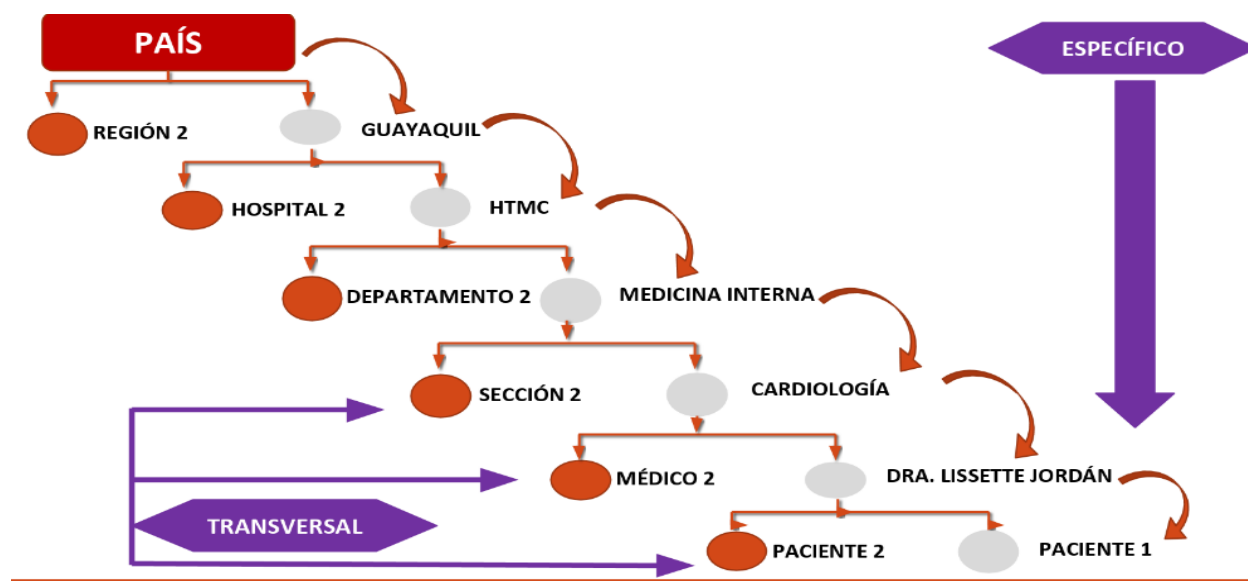 PAÍS
ESPECÍFICO
REGIÓN 2
GUAYAQUIL
HOSPITAL 2
HTMC
DEPARTAMENTO 2
MEDICINA INTERNA
SECCIÓN 2
CARDIOLOGÍA
MÉDICO 2
DRA. LISSETTE JORDÁN
TRANSVERSAL
PACIENTE 2
PACIENTE 1